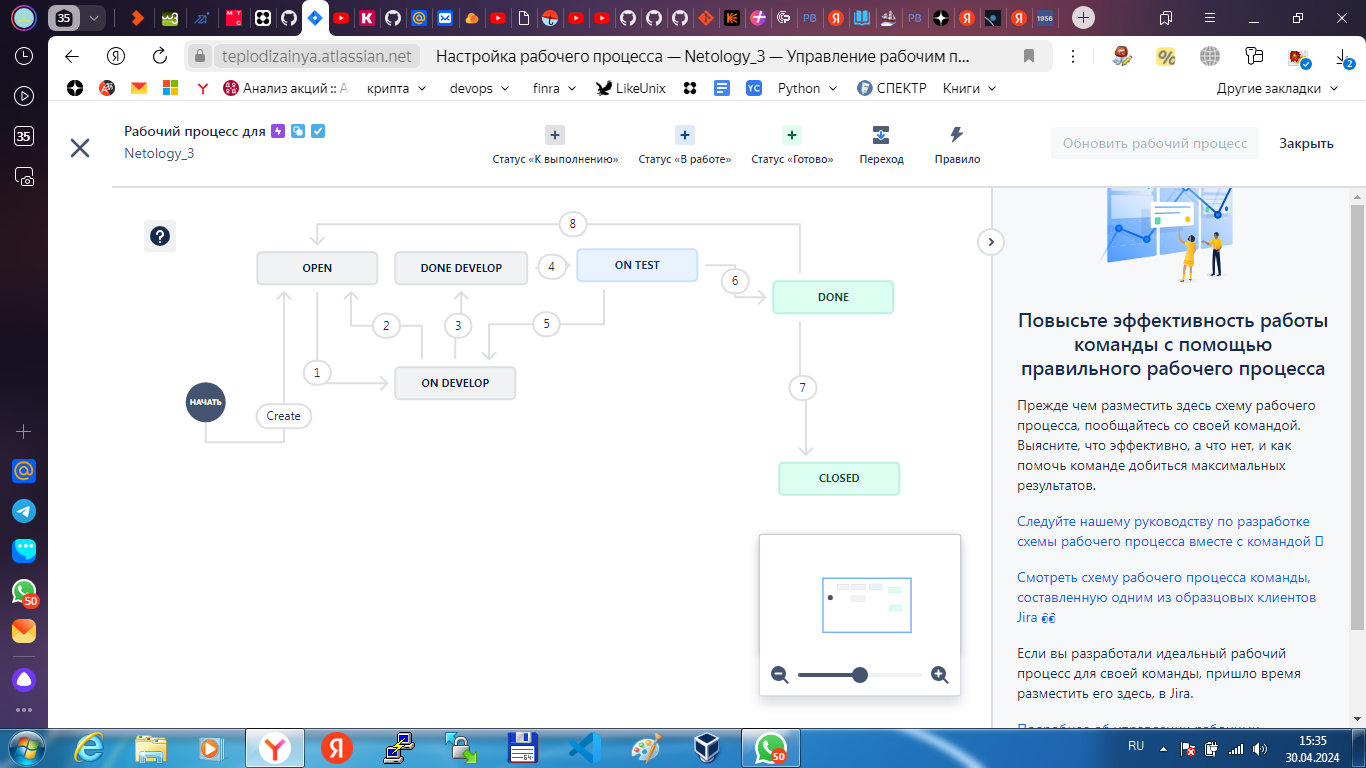 35
teplodizainya.atlassian.net
Настройка рабочего процесса — Netology_3 — Управление рабочим п...
2
Анализ акций :: А
крипта
devops
finra
LikeUnix
Python
СПЕКТР
Книги
Другие закладки
35
Рабочий процесс для
Netology_3
Статус «К выполнению»
Статус «В работе»
Статус «Готово»
Переход
Правило
Обновить рабочий процесс
Закрыть
8
OPEN
DONE DEVELOP
4
ON TEST
6
DONE
2
3
5
1
ON DEVELOP
7
НАЧАТЬ
Create
CLOSED
Повысьте эффективность работы
команды с помощью
правильного рабочего процесса
Прежде чем разместить здесь схему рабочего
процесса, пообщайтесь со своей командой.
Выясните, что эффективно, а что нет, и как
помочь команде добиться максимальных
результатов.
Следуйте нашему руководству по разработке
схемы рабочего процесса вместе с командой
Смотреть схему рабочего процесса команды,
составленную одним из образцовых клиентов
Jira
Если вы разработали идеальный рабочий
процесс для своей команды, пришло время
разместить его здесь, в Jira.
50
RU
15:35
30.04.2024
50